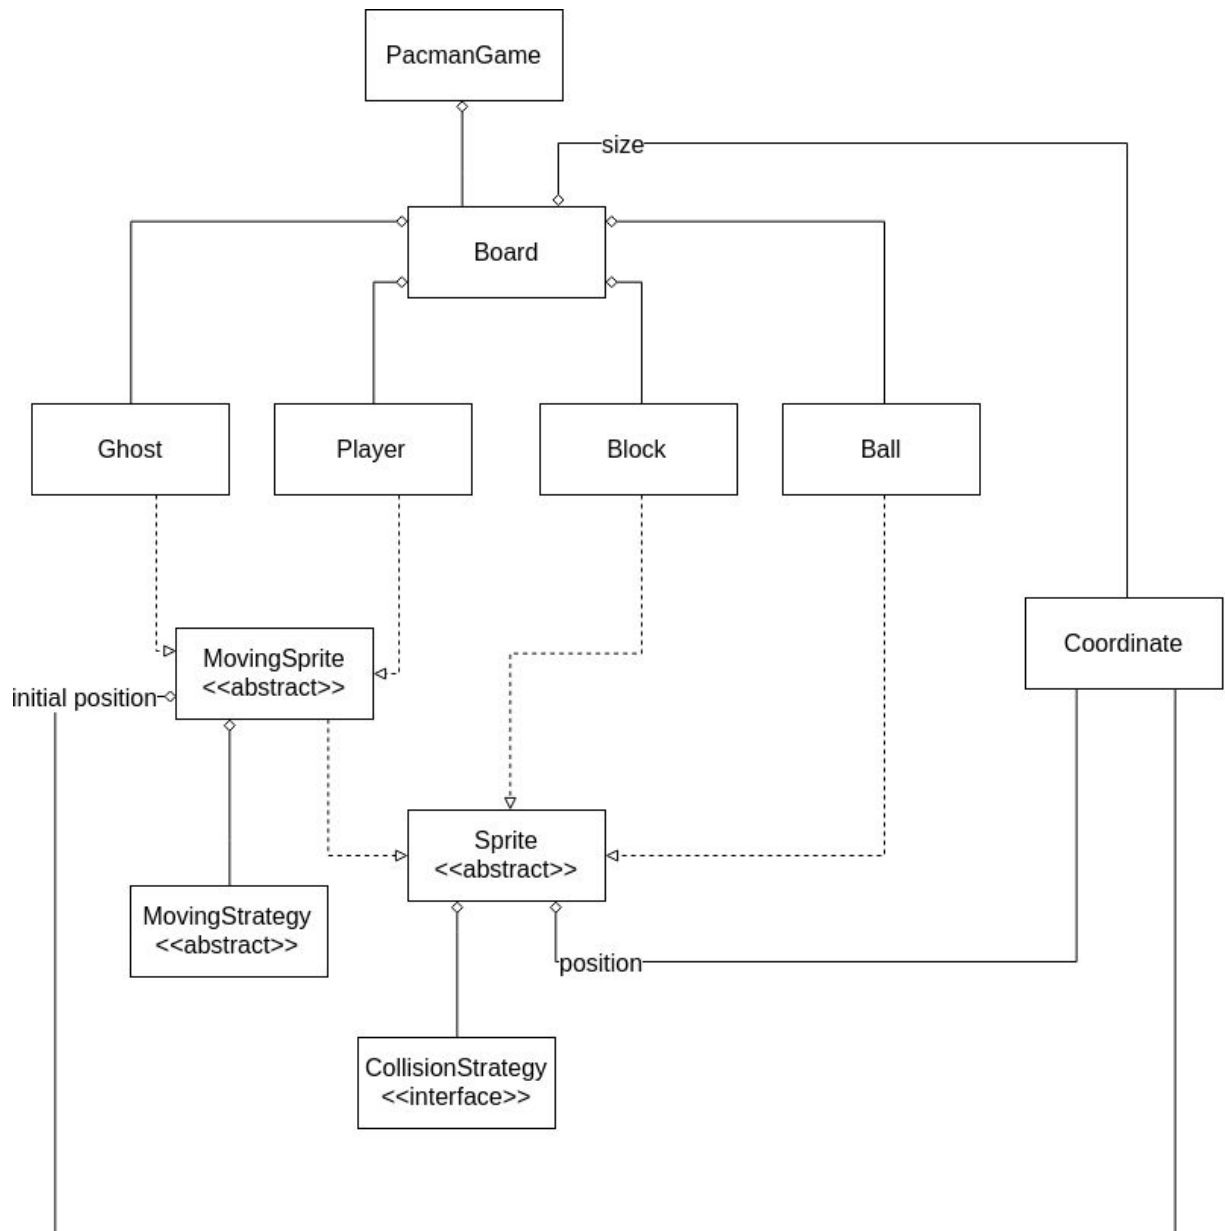 PacmanGame
size
Board
Ghost
Player
Block
Ball
Coordinate
MovingSprite
<<abstract>>
initial position
Sprite
<<abstract>>
MovingStrategy
<<abstract>>
position
CollisionStrategy
<<interface>>